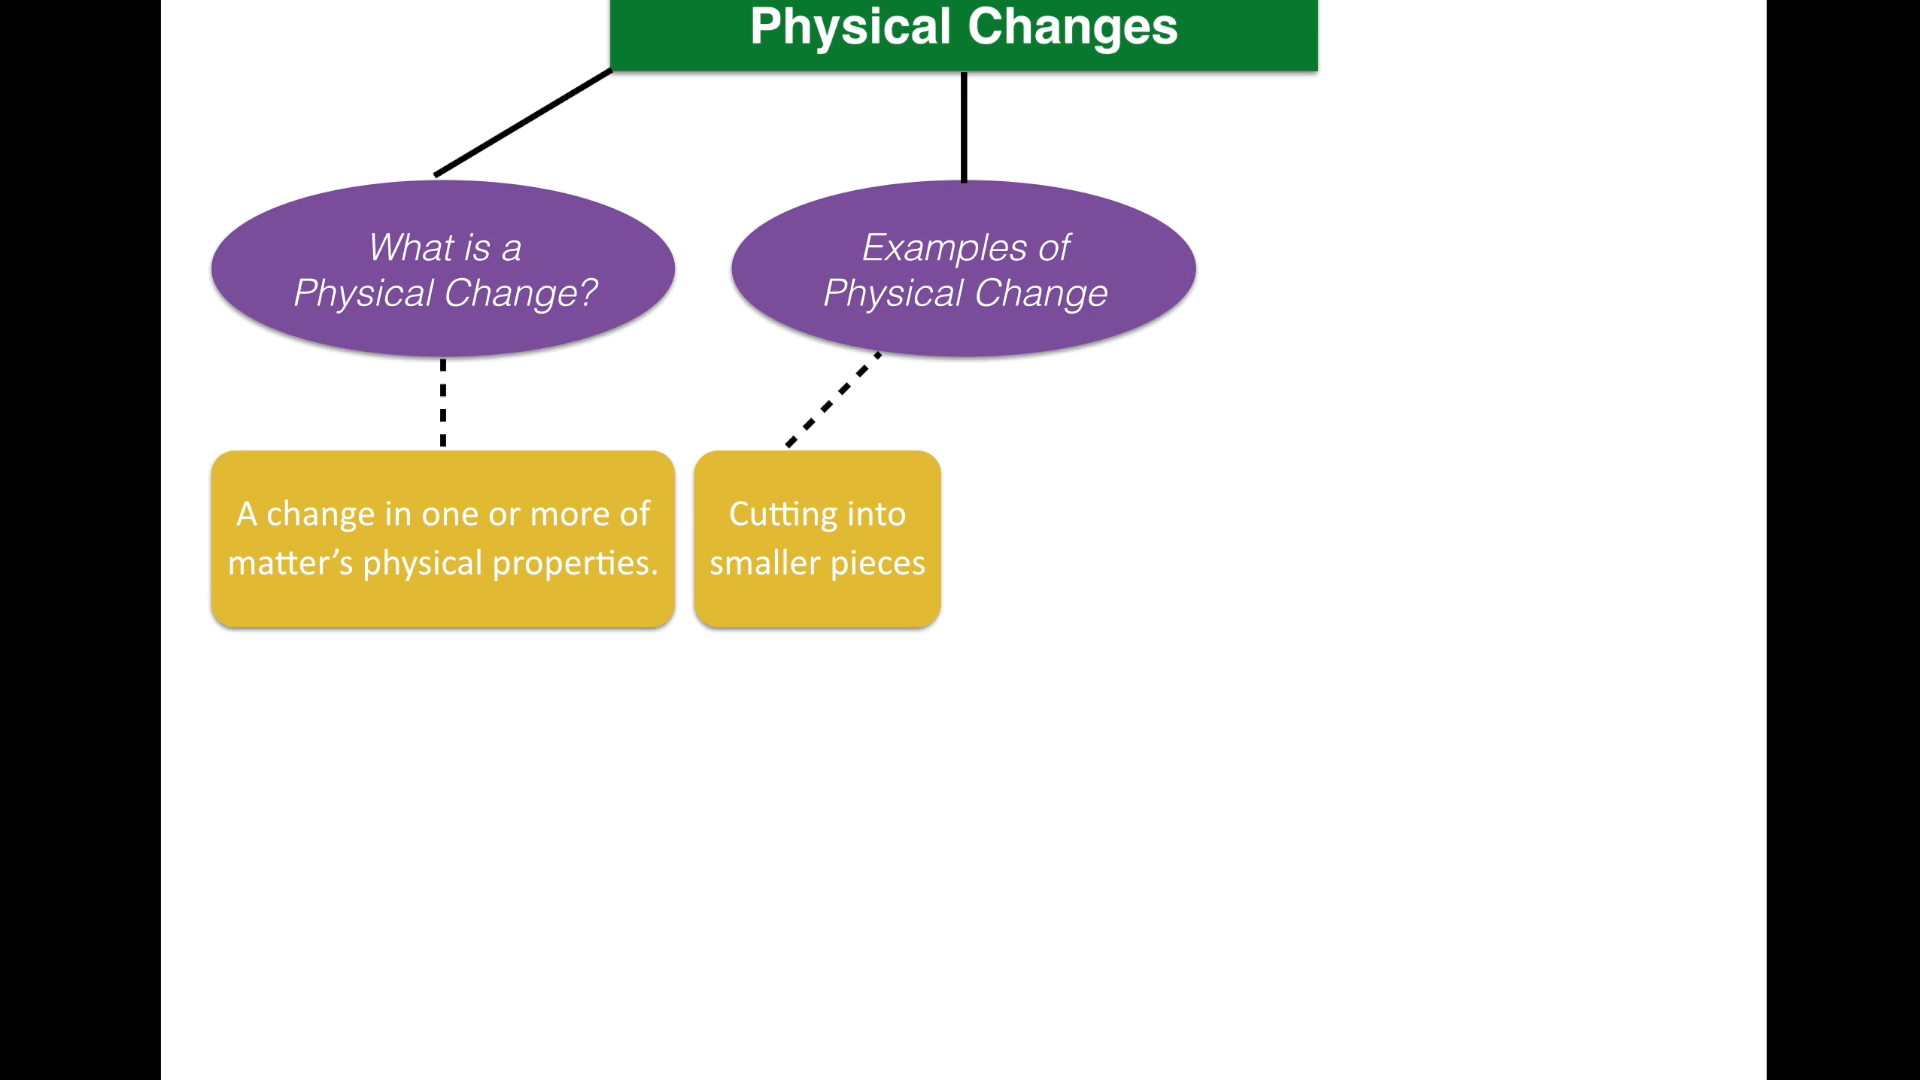 Physical Changes
What is a
Physical Change?
Examples of
Physical Change
A change in one or more of
matter’s physical properties.
Cutting into
smaller pieces